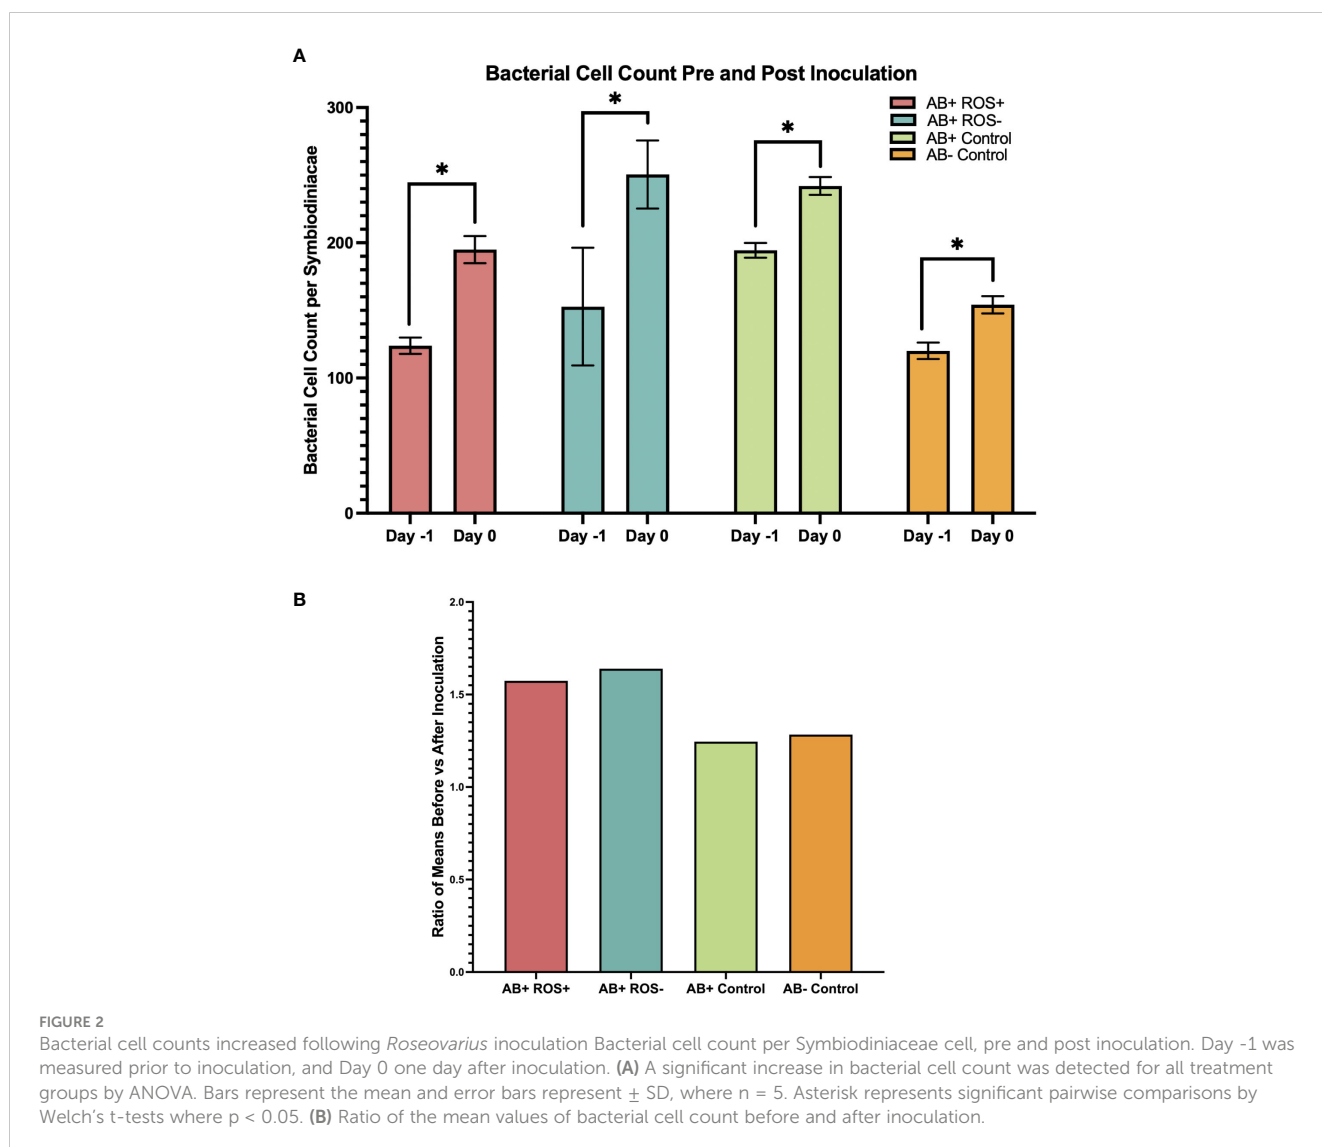 A
Bacterial Cell Count Pre and Post Inoculation
AB+ ROS+
AB+ ROS-
AB+ Control
AB- Control
Bacterial Cell Count per Symbiodiniacae
300
200
100
0
*
*
*
*
Day -1 Day 0 Day -1 Day 0 Day -1 Day 0 Day -1 Day 0
B
Ratio of Means Before vs After Inoculation
2.0
1.5
1.0
0.5
0.0
AB+ ROS+ AB+ ROS- AB+ Control AB- Control
FIGURE 2
Bacterial cell counts increased following Roseovarius inoculation Bacterial cell count per Symbiodiniaceae cell, pre and post inoculation. Day -1 was
measured prior to inoculation, and Day 0 one day after inoculation. (A) A significant increase in bacterial cell count was detected for all treatment
groups by ANOVA. Bars represent the mean and error bars represent ± SD, where n = 5. Asterisk represents significant pairwise comparisons by
Welch's t-tests where p < 0.05. (B) Ratio of the mean values of bacterial cell count before and after inoculation.